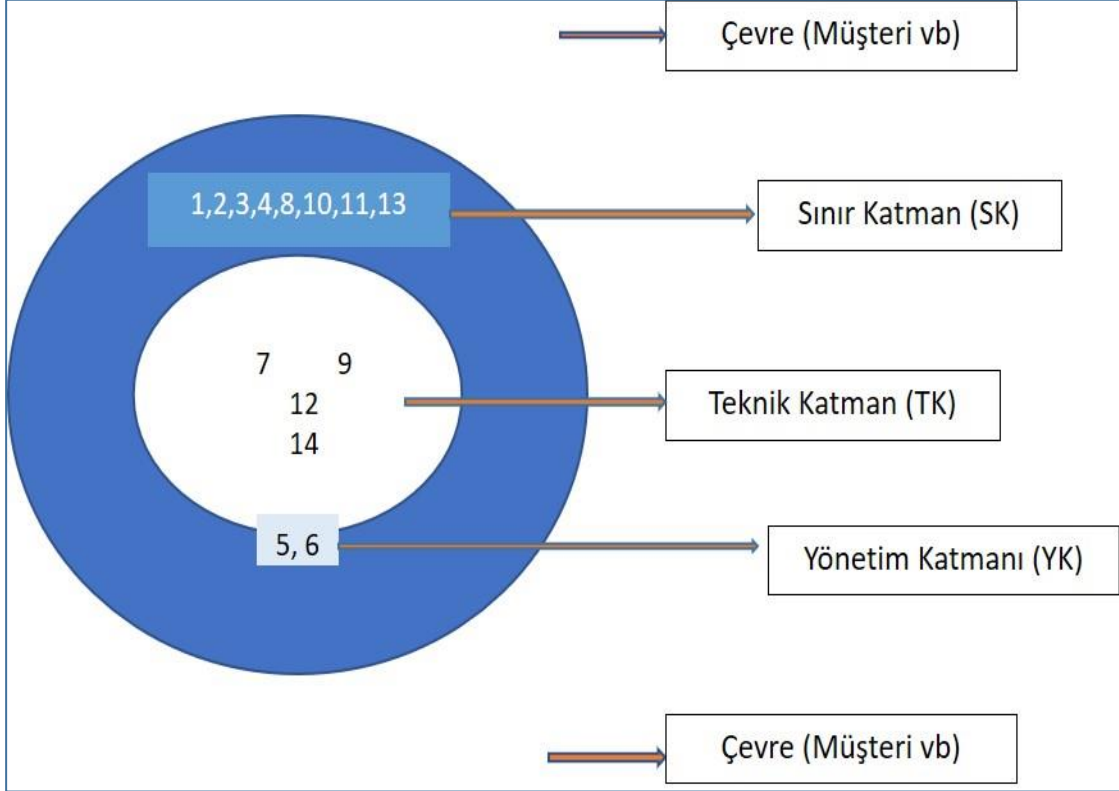 Çevre (Müşteri vb)
1,2,3,4,8,10,11,13
Sınır Katman (SK)
7 9
12
14
Teknik Katman (TK)
5, 6
Yönetim Katmanı (YK)
Çevre (Müşteri vb)